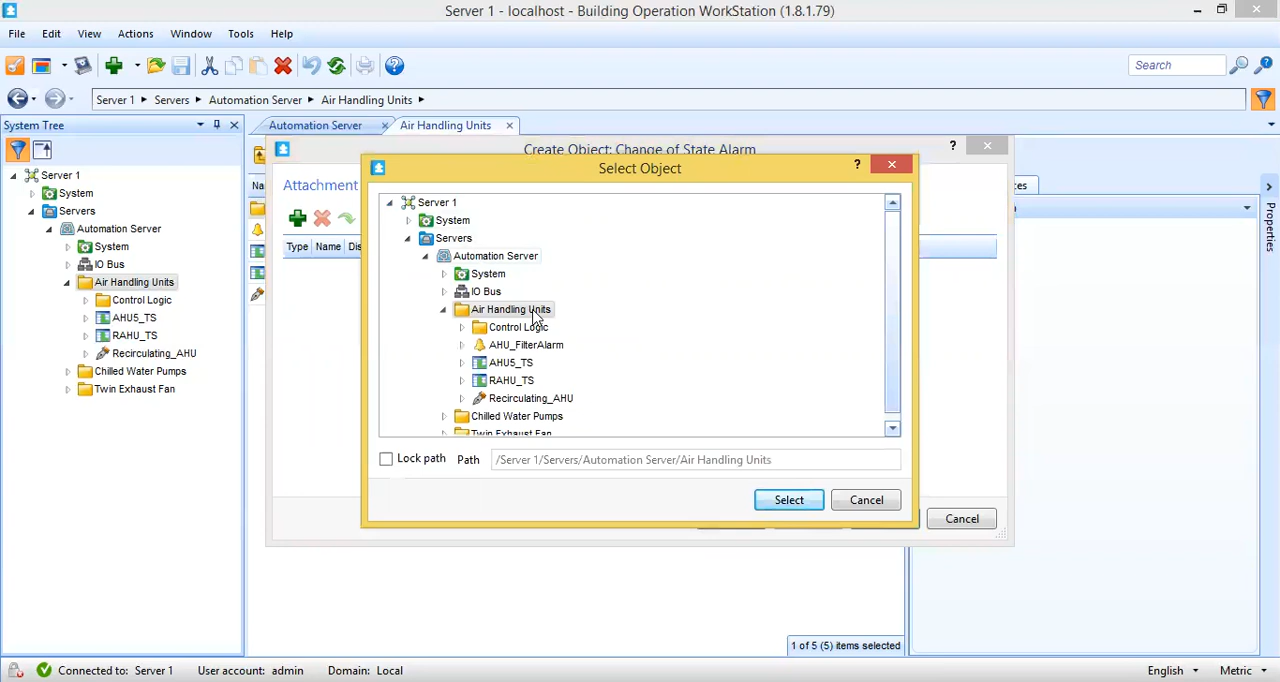 Server 1 - localhost - Building Operation WorkStation (1.8.1.79)
File Edit View Actions Window Tools Help
Search
Server 1 Servers Automation Server Air Handling Units
System Tree
Automation Server
Air Handling Units
Server 1
System
Servers
Automation Server
System
IO Bus
Air Handling Units
Control Logic
AHU5_TS
RAHU_TS
Recirculating_AHU
Chilled Water Pumps
Twin Exhaust Fan
Create Object: Change of State Alarm
Attachment
Type Name
Select Object
Server 1
System
Servers
Automation Server
System
IO Bus
Air Handling Units
Control Logic
AHU_FilterAlarm
AHU5_TS
RAHU_TS
Recirculating_AHU
Chilled Water Pumps
Twin Exhaust Fan
Lock path Path /Server 1/Servers/Automation Server/Air Handling Units
Select Cancel
Cancel
Properties
1 of 5 (5) items selected
Connected to: Server 1 User account: admin Domain: Local English Metric